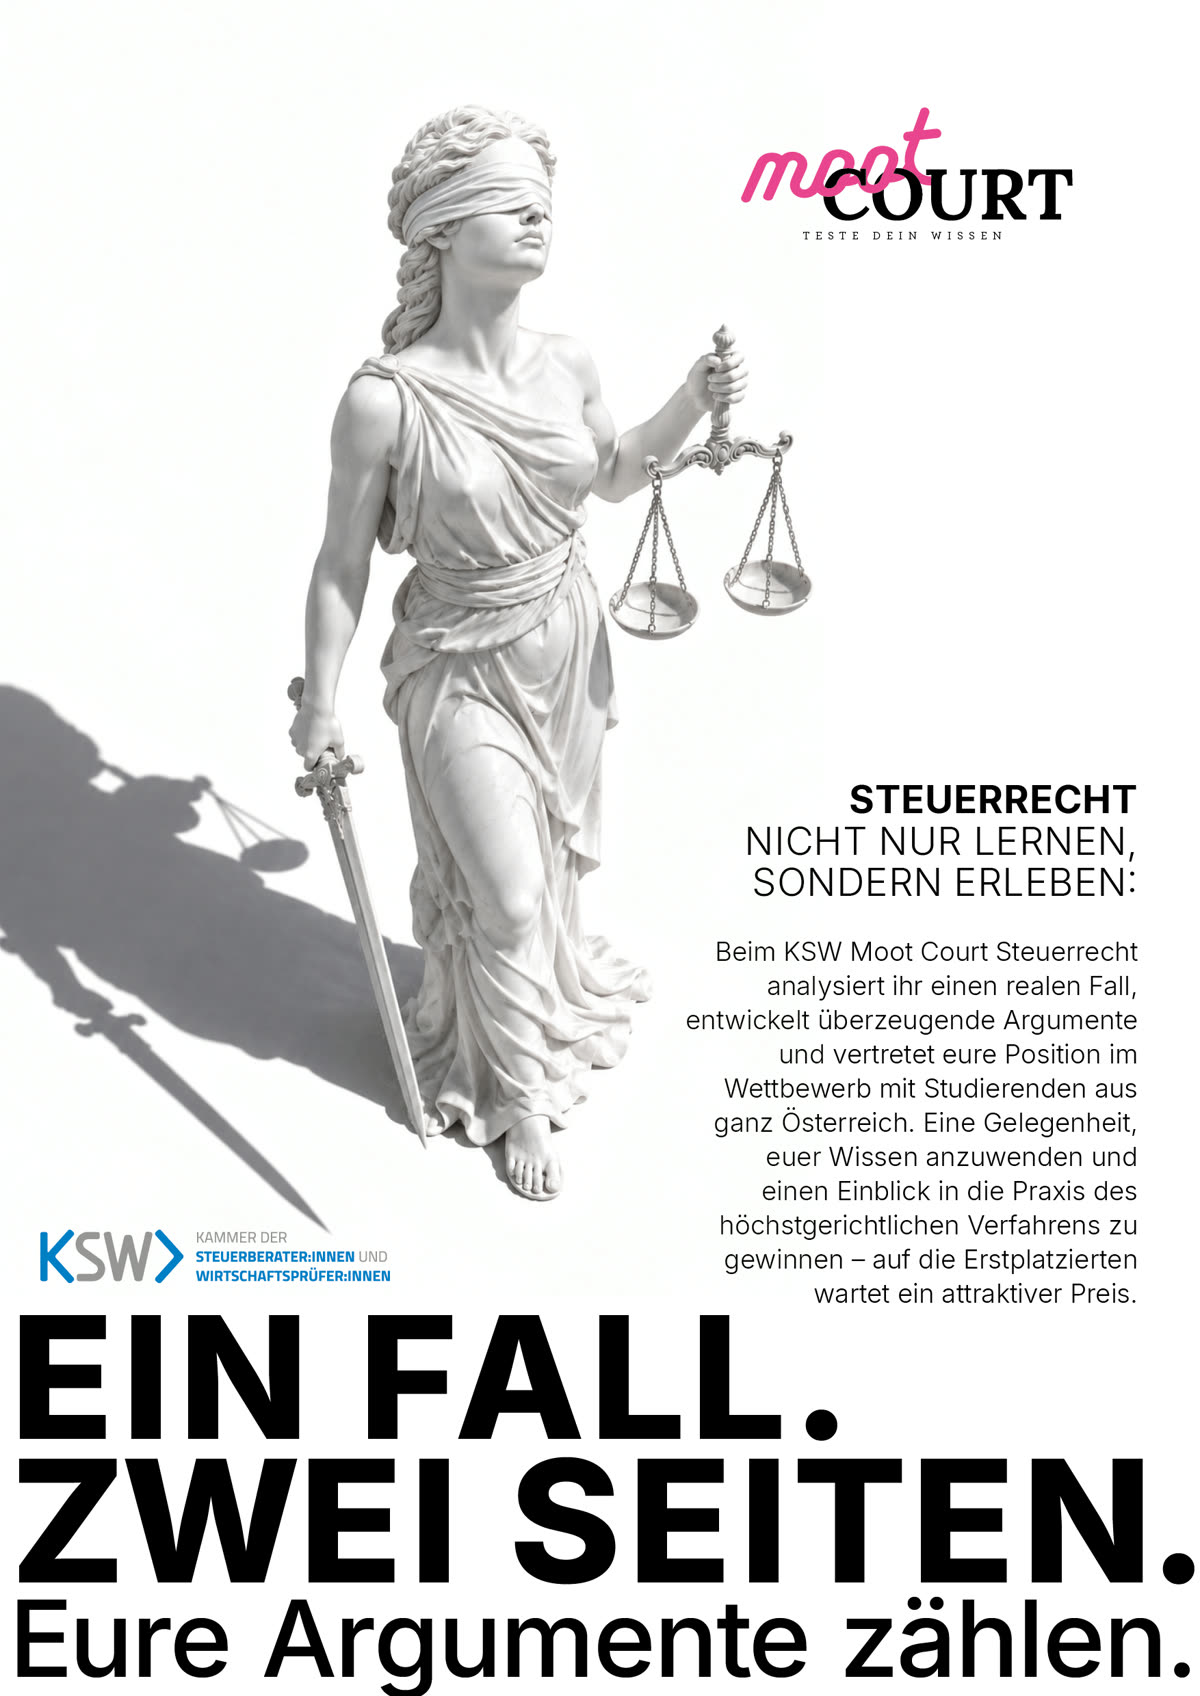 moot
COURT
TESTE DEIN WISSEN
STEUERRECHT
NICHT NUR LERNEN,
SONDERN ERLEBEN:
Beim KSW Moot Court Steuerrecht
analysiert ihr einen realen Fall,
entwickelt überzeugende Argumente
und vertretet eure Position im
Wettbewerb mit Studierenden aus
ganz Österreich. Eine Gelegenheit,
euer Wissen anzuwenden und
einen Einblick in die Praxis des
höchstgerichtlichen Verfahrens zu
gewinnen – auf die Erstplatzierten
wartet ein attraktiver Preis.
KSW
KAMMER DER
STEUERBERATER:INNEN UND
WIRTSCHAFTSPRÜFER:INNEN
EIN FALL.
ZWEI SEITEN.
Eure Argumente zählen.